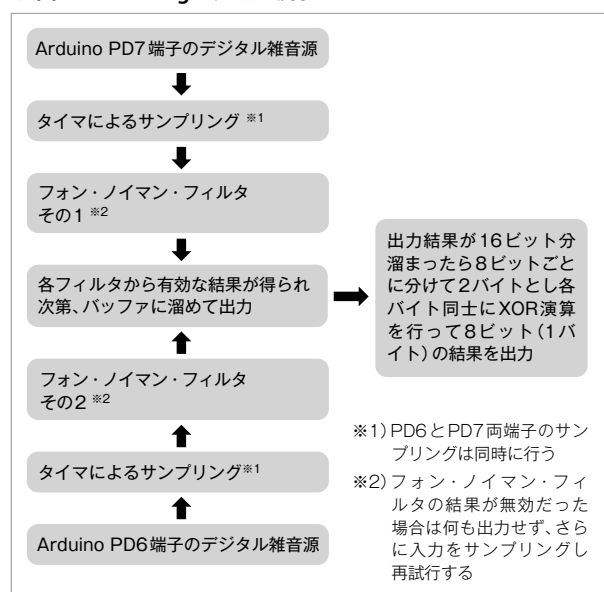 Arduino PD7端子のデジタル雑音源
タイマによるサンプリング ※1
フォン・ノイマン・フィルタ
その1 ※2
各フィルタから有効な結果が得られ
次第、バッファに溜めて出力
出力結果が16ビット分
溜まったら8ビットごと
に分けて2バイトとし各
バイト同士にXOR演算
を行って8ビット(1バ
イト)の結果を出力
フォン・ノイマン・フィルタ
その2 ※2
タイマによるサンプリング※1
Arduino PD6端子のデジタル雑音源
※1)PD6とPD7両端子のサン
プリングは同時に行う
※2)フォン・ノイマン・フィ
ルタの結果が無効だった
場合は何も出力せず、さら
に入力をサンプリングし
再試行する